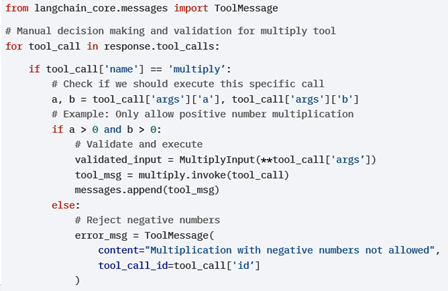 from langchain_core.messages import ToolMessage
# Manual decision making and validation for multiply tool
for tool_call in response.tool_calls:
    if tool_call['name'] == 'multiply’:
        # Check if we should execute this specific call
        a, b = tool_call['args']['a'], tool_call['args']['b']
        # Example: Only allow positive number multiplication
        if a > 0 and b > 0:
            # Validate and execute
            validated_input = MultiplyInput(**tool_call['args’])
            tool_msg = multiply.invoke(tool_call)
            messages.append(tool_msg)
        else:
            # Reject negative numbers
            error_msg = ToolMessage(
                content="Multiplication with negative numbers not allowed",
                tool_call_id=tool_call['id’]
            )